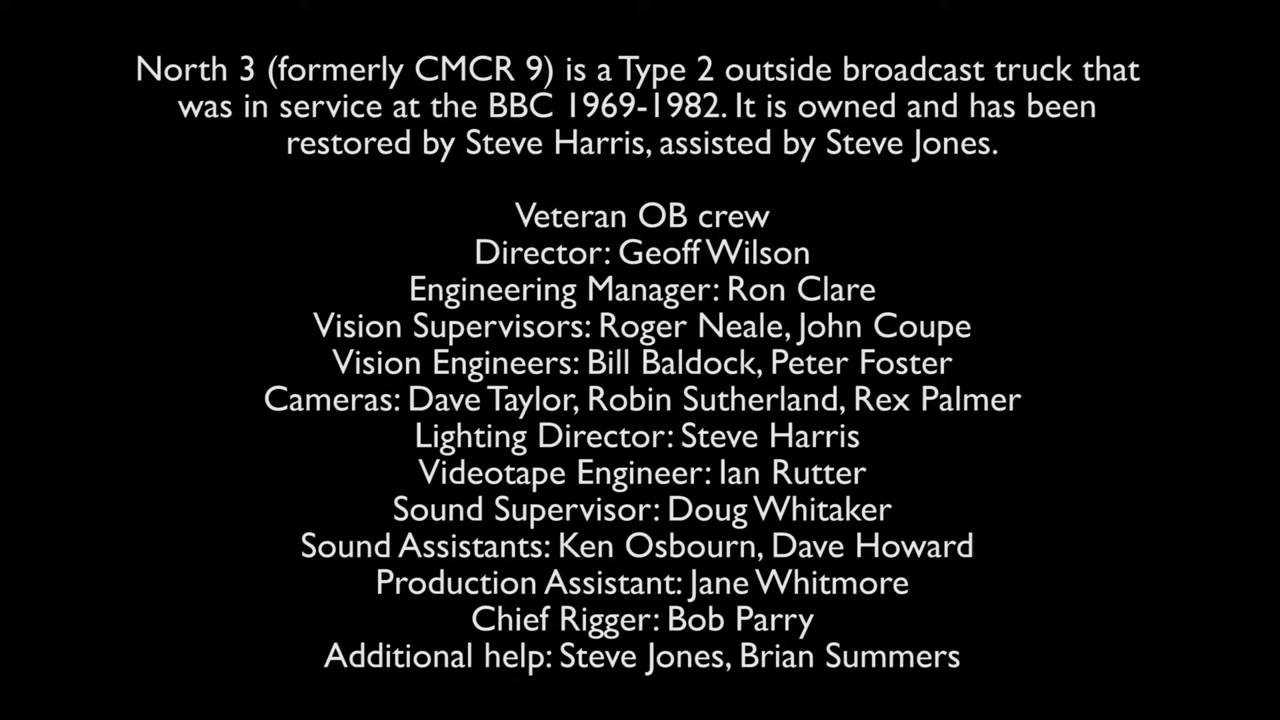 North 3 (formerly CMCR 9) is a Type 2 outside broadcast truck that
was in service at the BBC 1969-1982. It is owned and has been
restored by Steve Harris, assisted by Steve Jones.
Veteran OB crew
Director: Geoff Wilson
Engineering Manager: Ron Clare
Vision Supervisors: Roger Neale, John Coupe
Vision Engineers: Bill Baldock, Peter Foster
Cameras: Dave Taylor, Robin Sutherland, Rex Palmer
Lighting Director: Steve Harris
Videotape Engineer: Ian Rutter
Sound Supervisor: Doug Whitaker
Sound Assistants: Ken Osbourn, Dave Howard
Production Assistant: Jane Whitmore
Chief Rigger: Bob Parry
Additional help: Steve Jones, Brian Summers